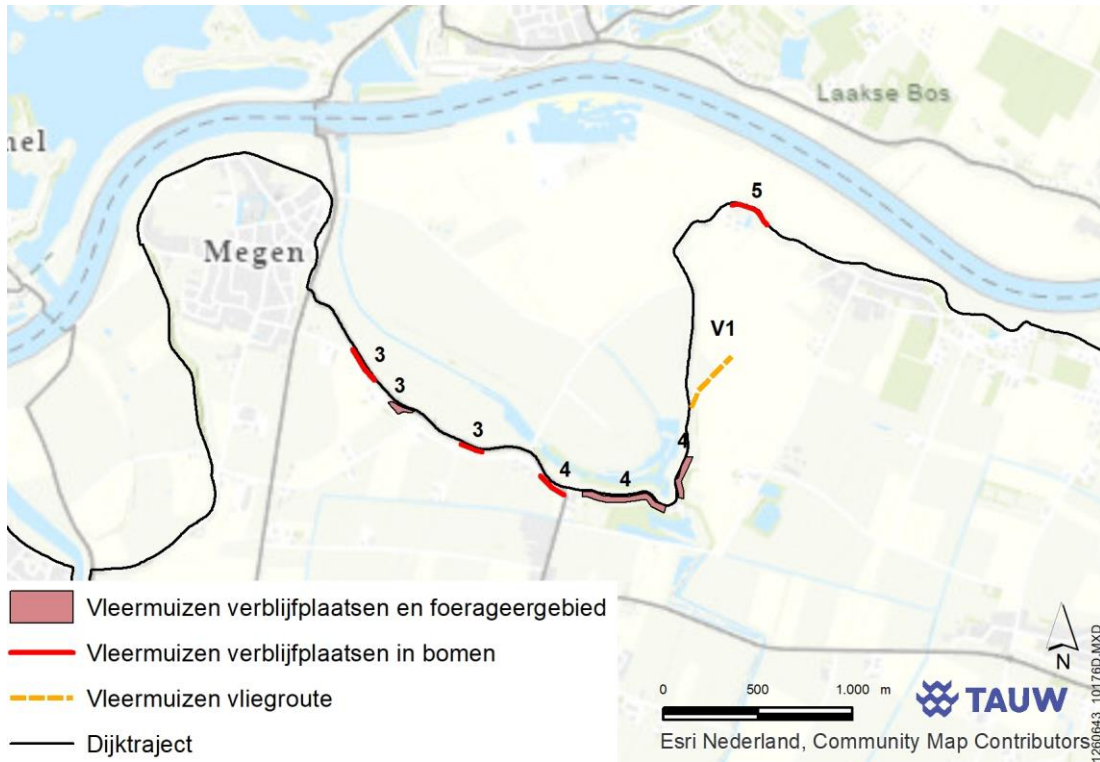 Laakse Bos
nel
5
Megen
V1
3
3
3
4
4
4
Vleermuizen verblijfplaatsen en foerageergebied
Vleermuizen verblijfplaatsen in bomen
Vleermuizen vliegroute
Dijktraject
N
0 500 1.000 m
TAUW
Esri Nederland, Community Map Contributors
1260643_10176D.MXD